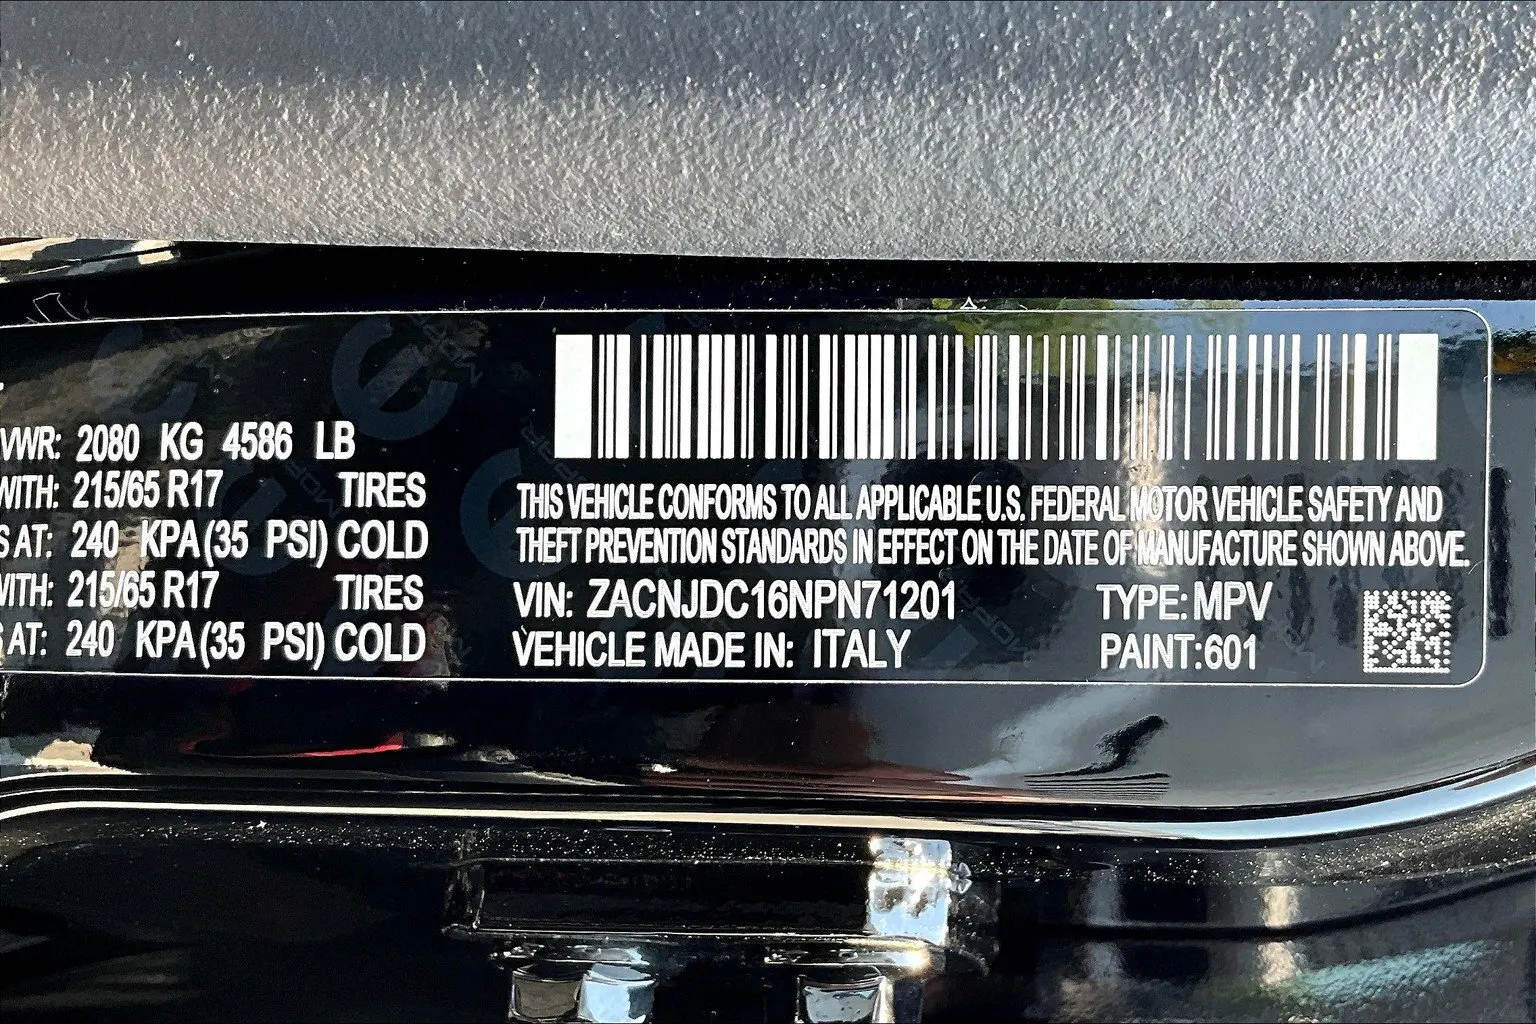 VWR: 2080 KG 4586 LB
WITH: 215/65 R17 TIRES
S AT: 240 KPA (35 PSI) COLD
WITH: 215/65 R17 TIRES
S AT: 240 KPA (35 PSI) COLD
THIS VEHICLE CONFORMS TO ALL APPLICABLE U.S. FEDERAL MOTOR VEHICLE SAFETY AND
THEFT PREVENTION STANDARDS IN EFFECT ON THE DATE OF MANUFACTURE SHOWN ABOVE.
VIN: ZACNJDC16NPN71201 TYPE: MPV
VEHICLE MADE IN: ITALY PAINT: 601